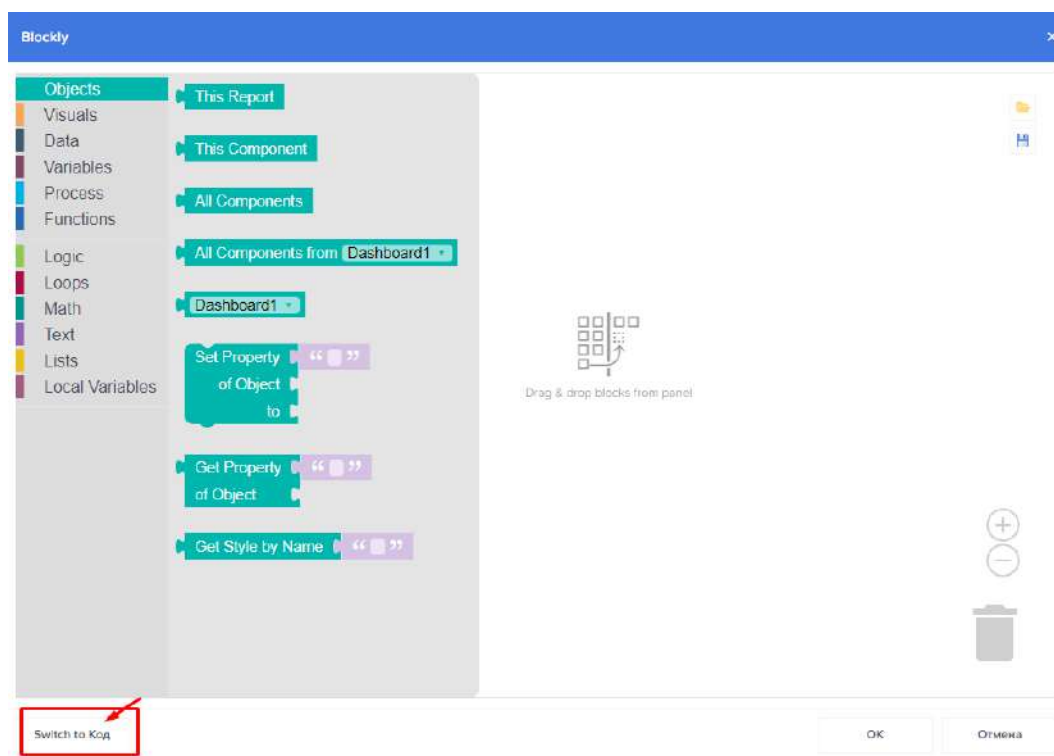 Blockly
Objects
Visuals
Data
Variables
Process
Functions
Logic
Loops
Math
Text
Lists
Local Variables
This Report
This Component
All Components
All Components from Dashboard1
Dashboard1
Set Property “ ”
of Object
to
Get Property “ ”
of Object
Get Style by Name “ ”
Drag & drop blocks from panel
Switch to Код
OK
Отмена